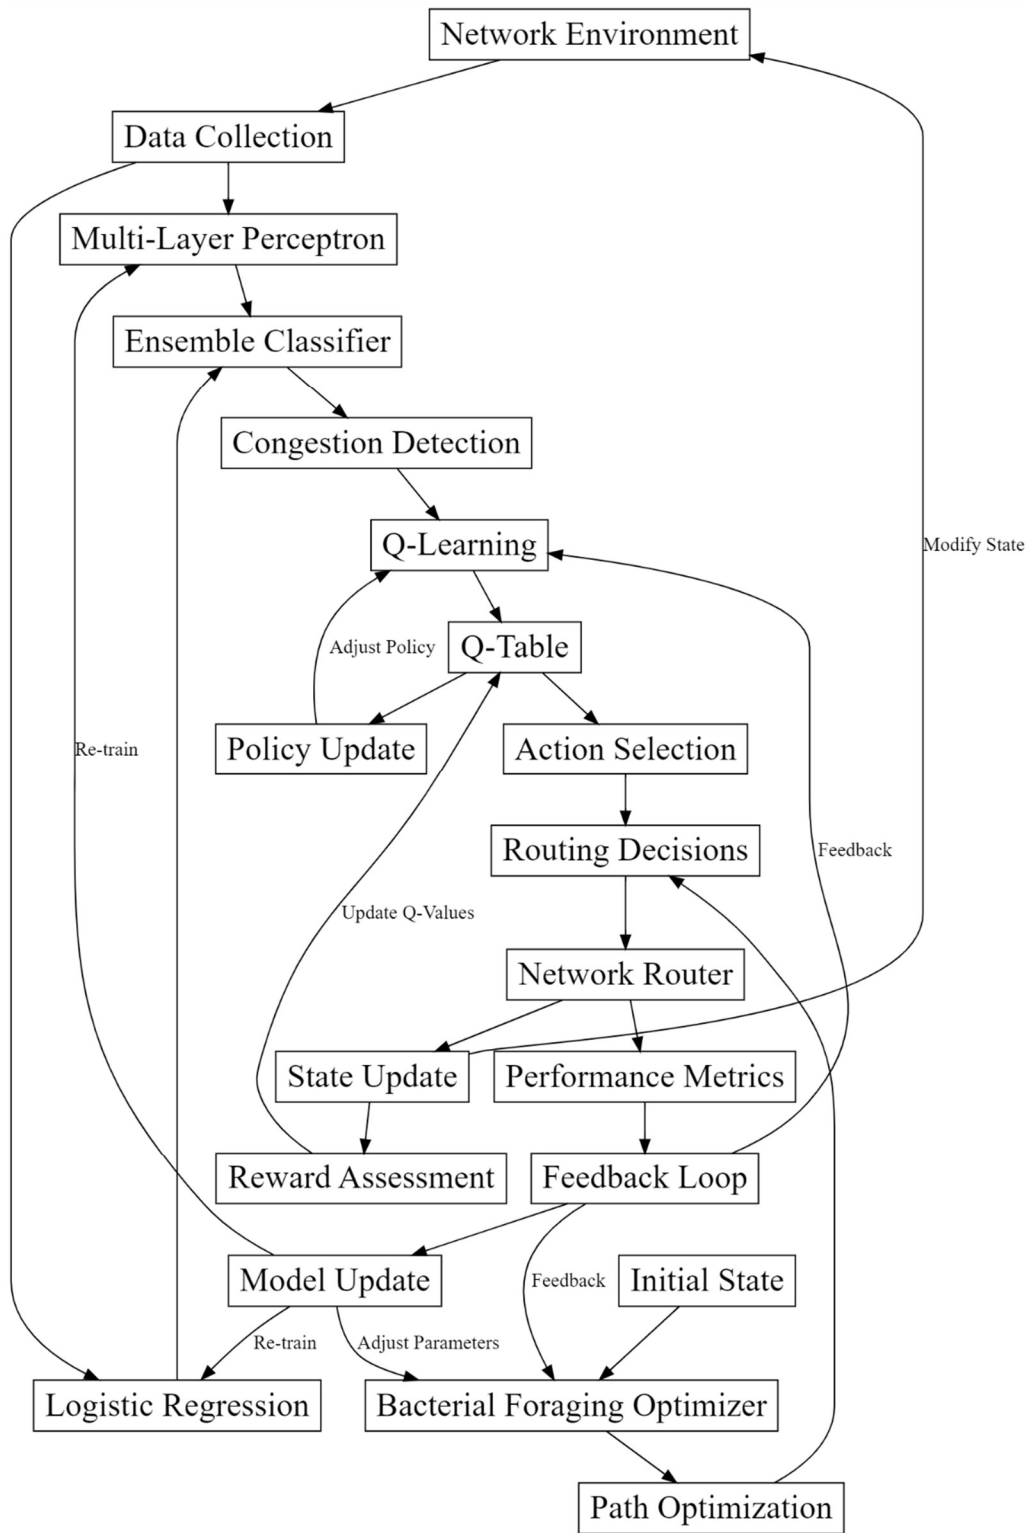 Network Environment
Data Collection
Multi-Layer Perceptron
Ensemble Classifier
Congestion Detection
Q-Learning
Modify State
Adjust Policy
Q-Table
Re-train
Policy Update
Action Selection
Routing Decisions
Feedback
Update Q-Values
Network Router
State Update
Performance Metrics
Reward Assessment
Feedback Loop
Model Update
Feedback
Initial State
Re-train
Adjust Parameters
Logistic Regression
Bacterial Foraging Optimizer
Path Optimization